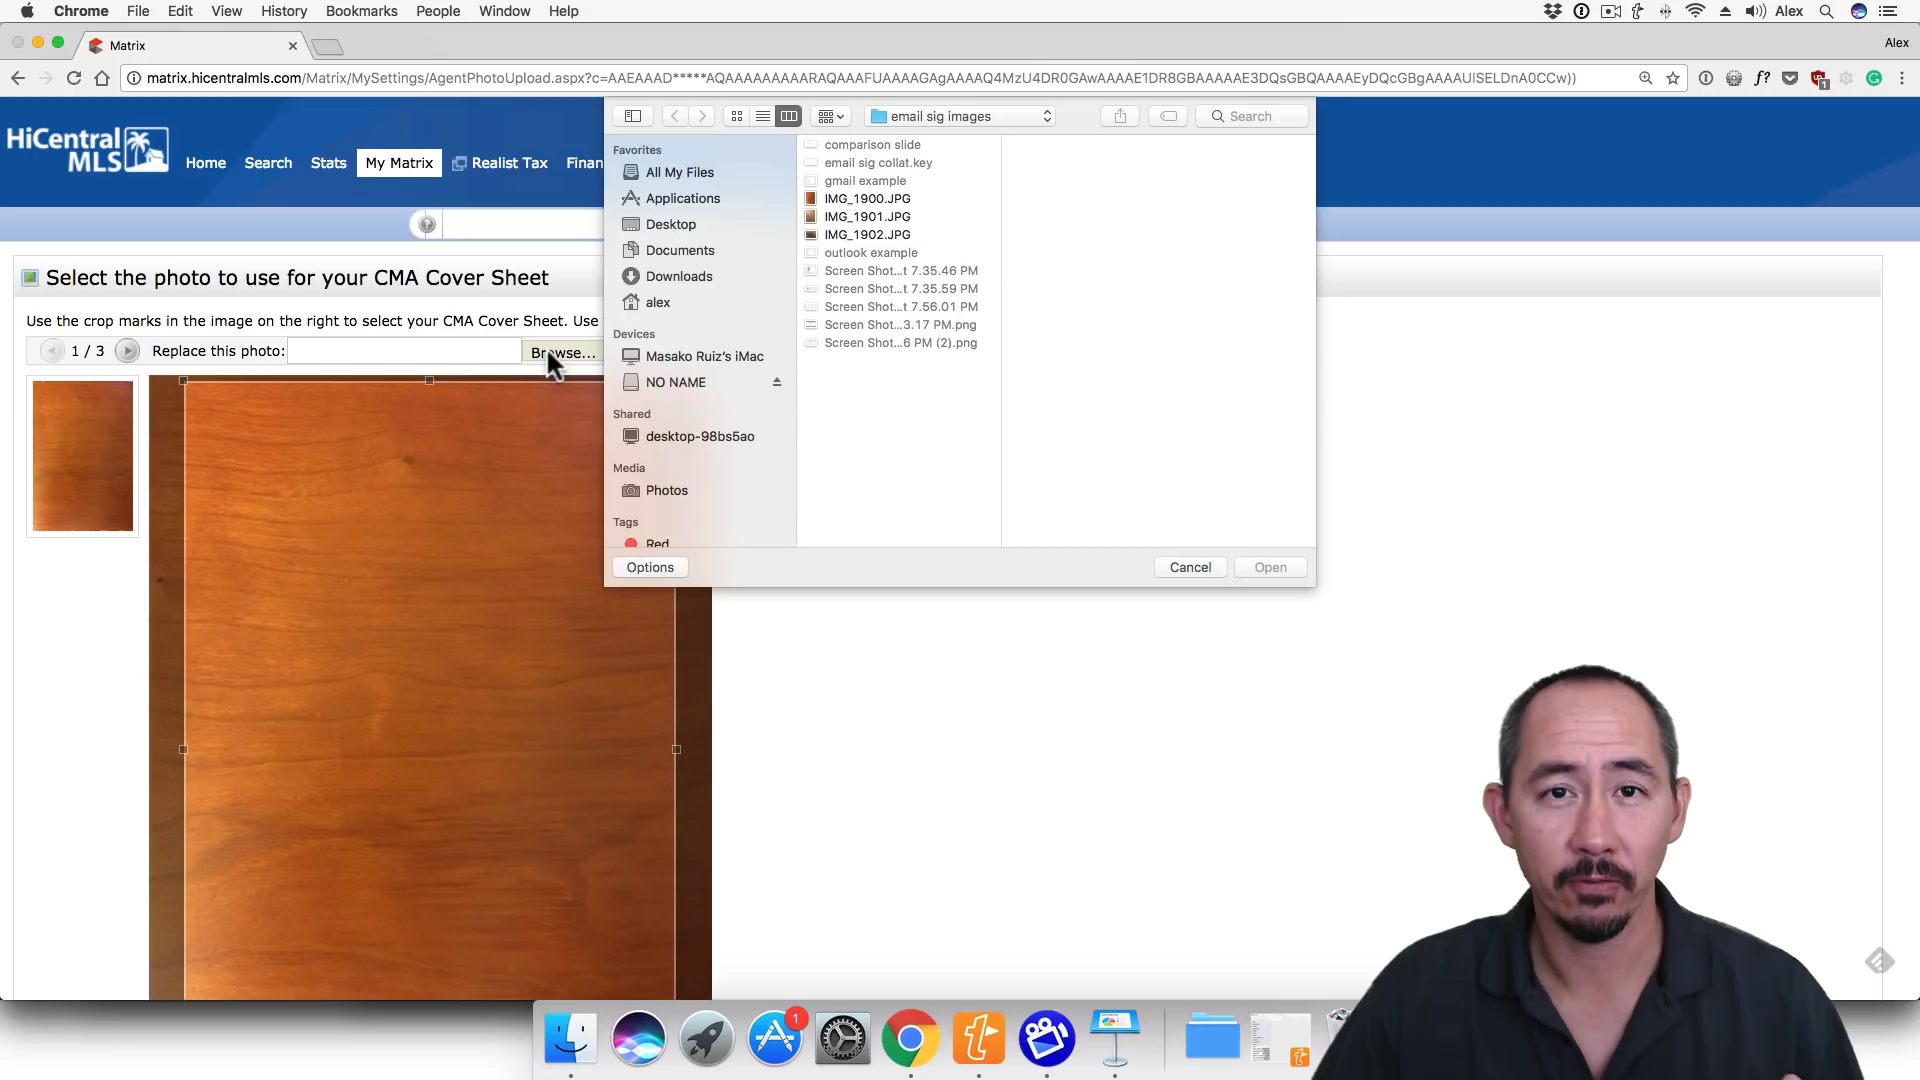 Chrome File Edit View History Bookmarks People Window Help Alex
Matrix
Alex
matrix.hicentralmls.com/Matrix/MySettings/AgentPhotoUpload.aspx?c=AAEAAAD*****AQAAAAAAAAARAQAAAFUAAAAGAgAAAAQ4MzU4DR0GAwAAAAE1DR8GBAAAAAE3DQsGBQAAAAEyDQcGBgAAAAUISELDnA0CCw))
f?
1
HiCentral
MLS
Home Search Stats My Matrix Realist Tax Finan
email sig images
Search
Favorites
All My Files
Applications
Desktop
Documents
Downloads
alex
Devices
Masako Ruiz’s iMac
NO NAME
Shared
desktop-98bs5ao
Media
Photos
Tags
Red
comparison slide
email sig collat.key
gmail example
IMG_1900.JPG
IMG_1901.JPG
IMG_1902.JPG
outlook example
Screen Shot...t 7.35.46 PM
Screen Shot...t 7.35.59 PM
Screen Shot...t 7.56.01 PM
Screen Shot...3.17 PM.png
Screen Shot...6 PM (2).png
Options
Cancel
Open
Select the photo to use for your CMA Cover Sheet
Use the crop marks in the image on the right to select your CMA Cover Sheet. Use
1 / 3 Replace this photo: Browse...
1